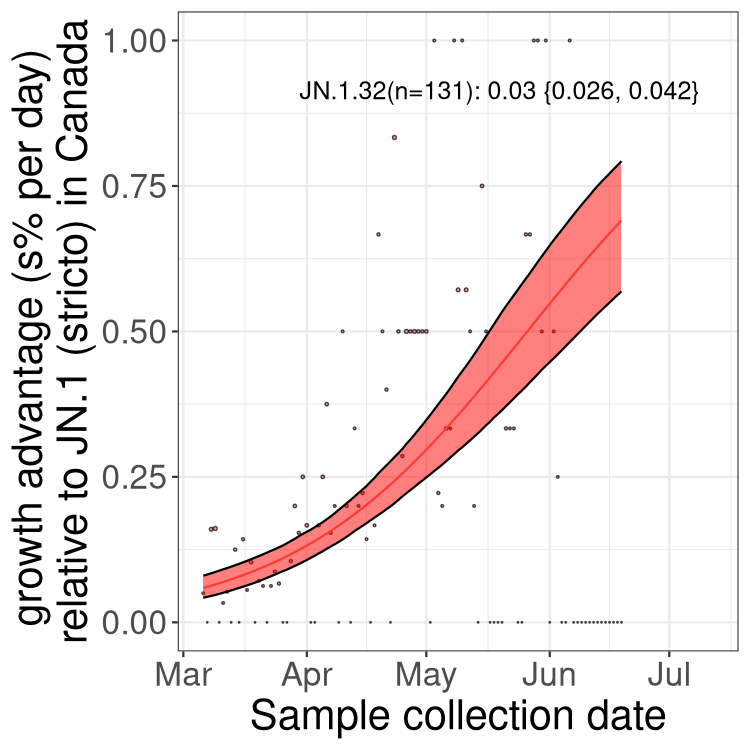 growth advantage (s% per day)
relative to JN.1 (stricto) in Canada
1.00
0.75
0.50
0.25
0.00
JN.1.32(n=131): 0.03 {0.026, 0.042}
Mar Apr May Jun Jul
Sample collection date